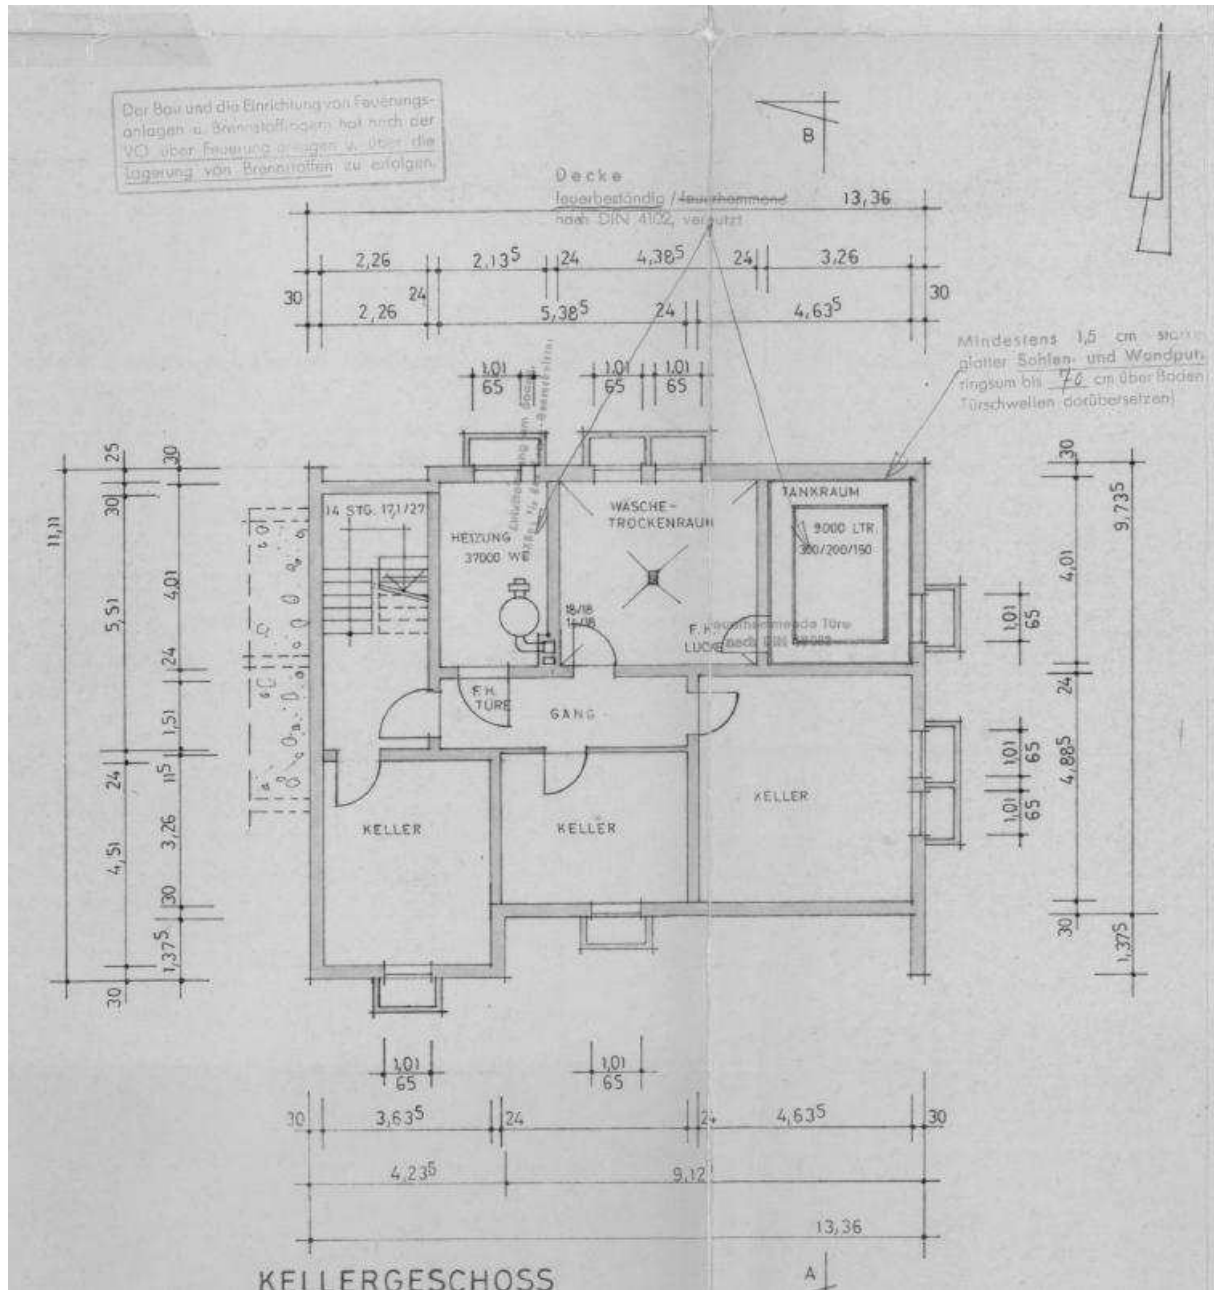 Der Bau und die Einrichtung von Feuerungs-
anlagen u. Brennstofflagern hat nach der
VO über Feuerungsanlagen u. über die
Lagerung von Brennstoffen zu erfolgen.
B
Decke
feuerbeständig / feuerhemmend
nach DIN 4102, verputzt
13,36
2,26 2,13⁵ 24 4,38⁵ 24 3,26
30 24 30
2,26 5,38⁵ 24 4,63⁵
Mindestens 1,5 cm starker
glatter Sohlen- und Wandputz,
ringsum bis 70 cm über Boden
Türschwellen darübersetzen)
1,01 1,01 1,01
65 65 65
25 30 30
11,11 30 5,51 4,01 24 1,51
24 11⁵ 4,51 3,26 30 1,37⁵ 30
14 STG. 17,1/27
HEIZUNG
37000 WE
WÄSCHE-
TROCKENRAUM
TANKRAUM
9000 LTR.
300/200/150
18/18
14/18
F.H.
LUCKE
feuerhemmende Türe
nach DIN
F.H.
TÜRE
GANG
KELLER
KELLER
KELLER
9,73⁵ 4,01 24 4,88⁵ 30 1,37⁵
1,01
65
1,01
65
1,01
65
1,01 1,01
65 65
30 3,63⁵ 24 24 4,63⁵ 30
4,23⁵ 9,12
13,36
KELLERGESCHOSS
A